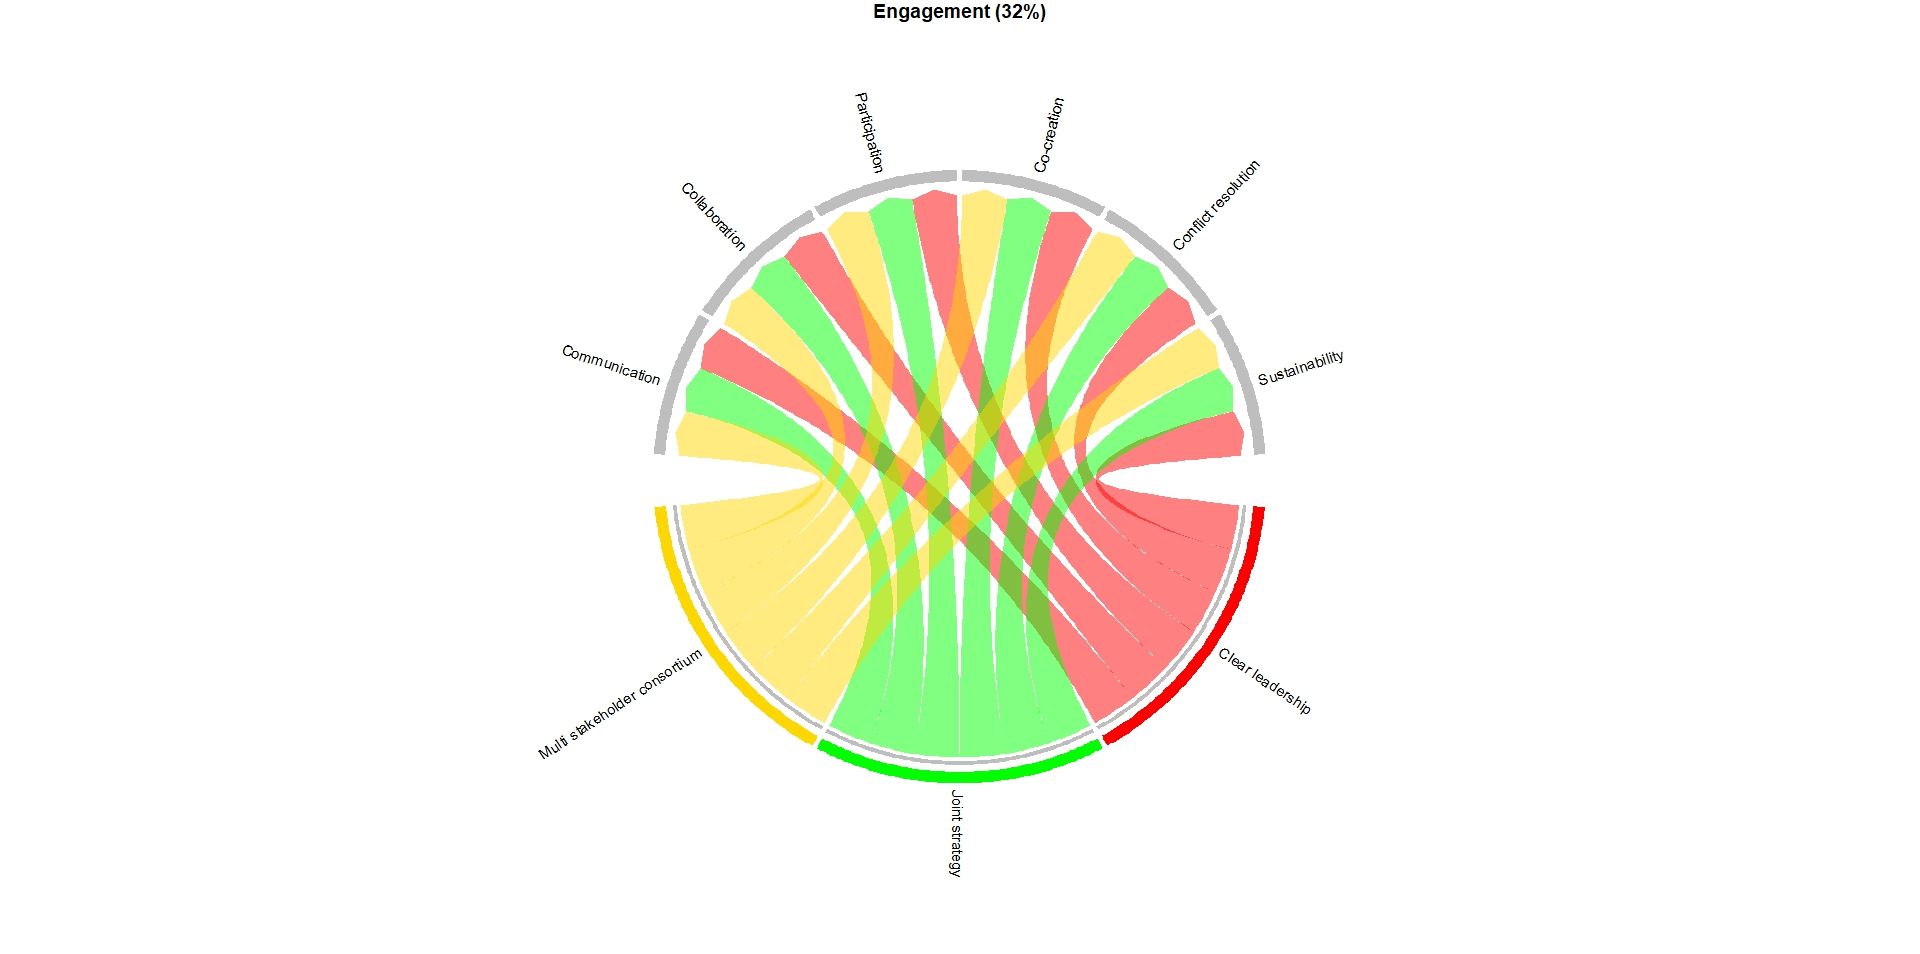 Engagement (32%)
Participation
Co-creation
Collaboration
Conflict resolution
Communication
Sustainability
Multi stakeholder consortium
Clear leadership
Joint strategy